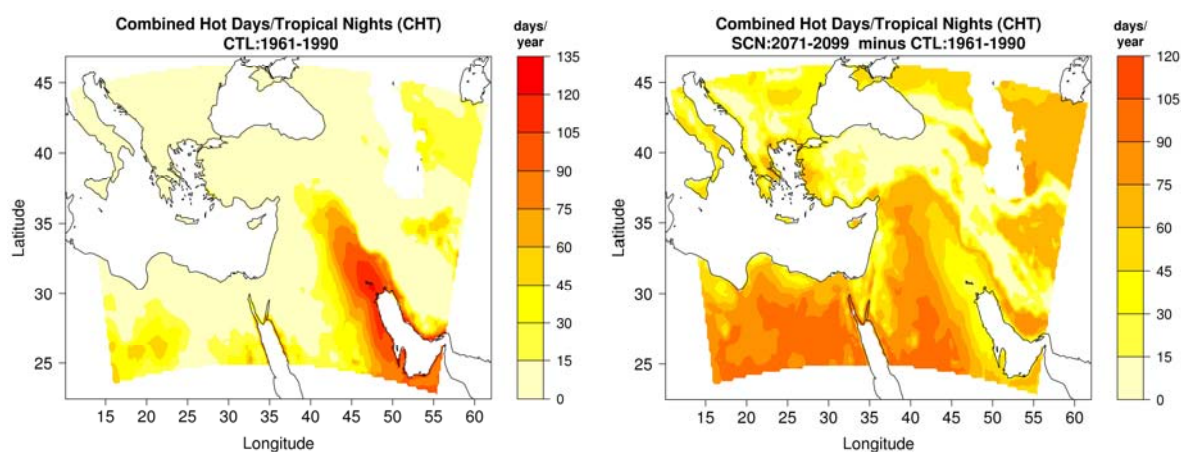 Combined Hot Days/Tropical Nights (CHT)
CTL:1961-1990
days/
year
135
120
105
90
75
60
45
30
15
0
45
40
35
30
25
Latitude
15 20 25 30 35 40 45 50 55 60
Longitude
Combined Hot Days/Tropical Nights (CHT)
SCN:2071-2099 minus CTL:1961-1990
days/
year
120
105
90
75
60
45
30
15
0
45
40
35
30
25
Latitude
15 20 25 30 35 40 45 50 55 60
Longitude